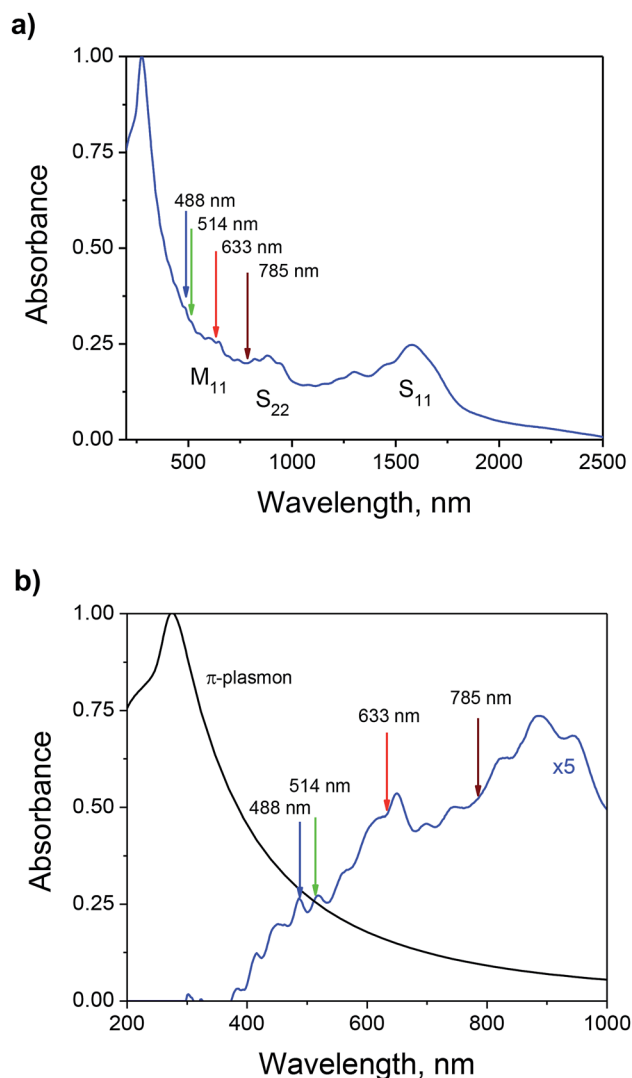 a)
1.00
0.75
0.50
0.25
0.00
Absorbance
488 nm
514 nm
633 nm
785 nm
M₁₁
S₂₂
S₁₁
500
1000
1500
2000
2500
Wavelength, nm
b)
1.00
0.75
0.50
0.25
0.00
Absorbance
π-plasmon
633 nm
785 nm
514 nm
488 nm
x5
200
400
600
800
1000
Wavelength, nm